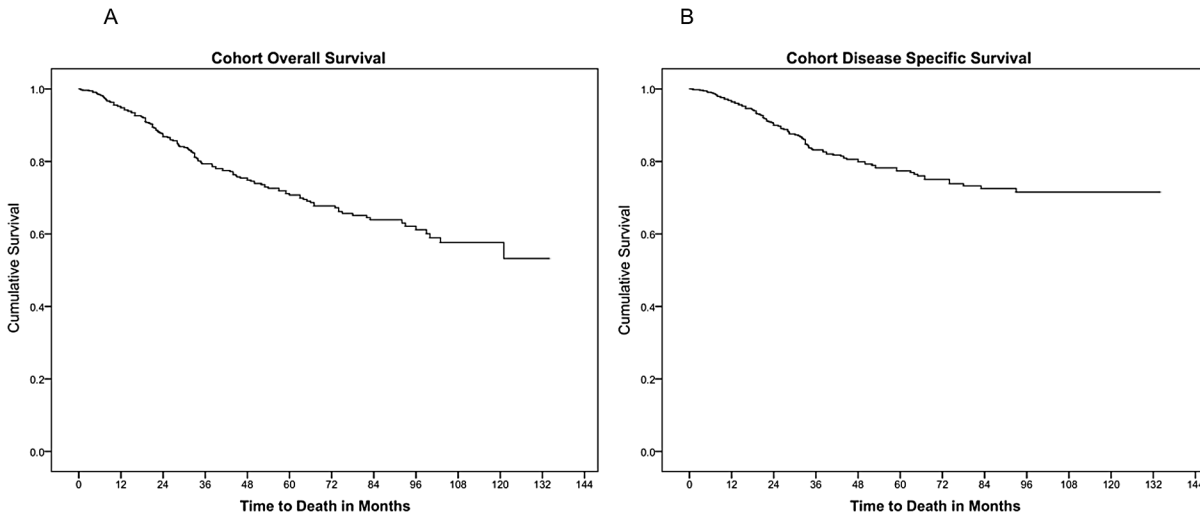 A
Cohort Overall Survival
Cumulative Survival
1.0
0.8
0.6
0.4
0.2
0.0
0 12 24 36 48 60 72 84 96 108 120 132 144
Time to Death in Months
B
Cohort Disease Specific Survival
Cumulative Survival
1.0
0.8
0.6
0.4
0.2
0.0
0 12 24 36 48 60 72 84 96 108 120 132 144
Time to Death in Months